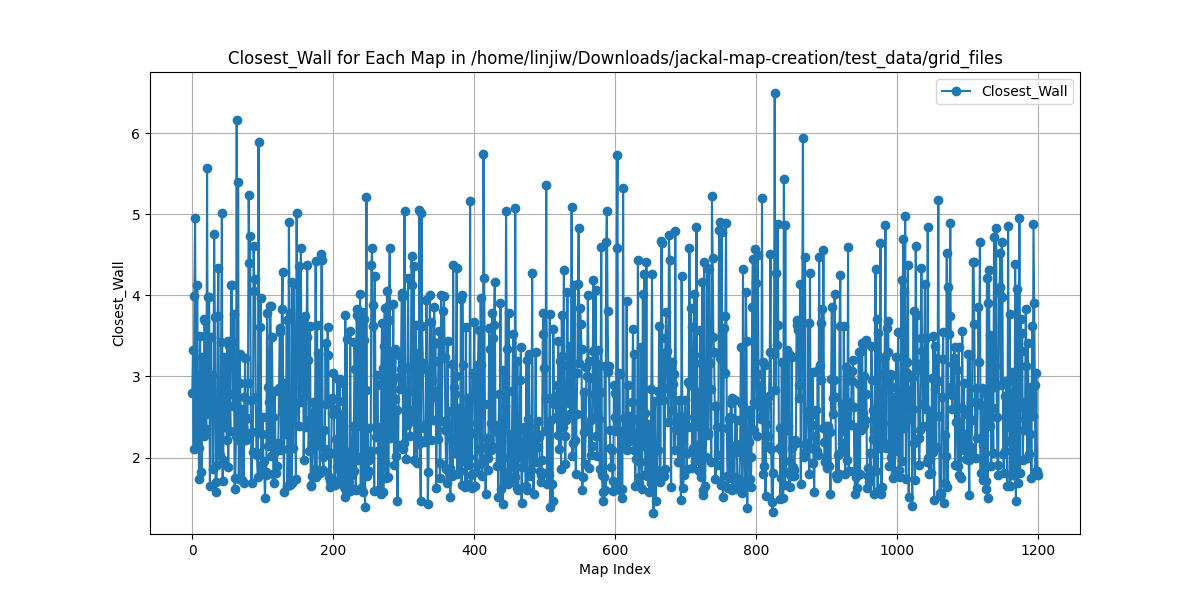 Closest_Wall for Each Map in /home/linjiw/Downloads/jackal-map-creation/test_data/grid_files
Closest_Wall
6
5
4
3
2
Closest_Wall
0 200 400 600 800 1000 1200
Map Index